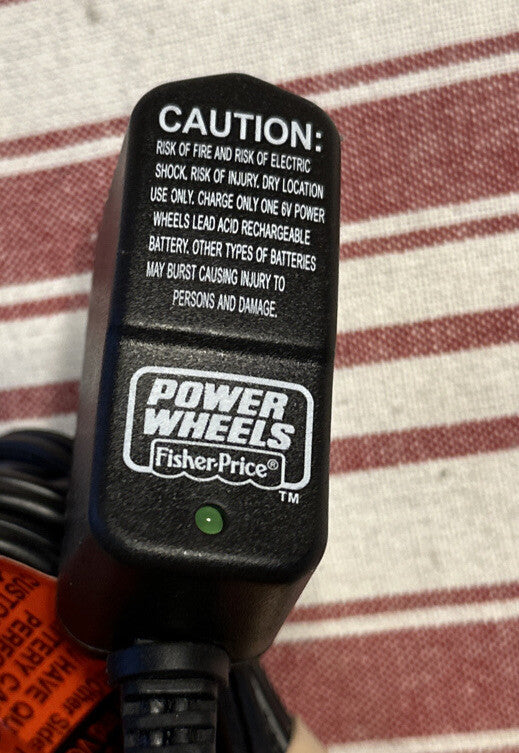 CAUTION:
RISK OF FIRE AND RISK OF ELECTRIC
SHOCK. RISK OF INJURY. DRY LOCATION
USE ONLY. CHARGE ONLY ONE 6V POWER
WHEELS LEAD ACID RECHARGEABLE
BATTERY. OTHER TYPES OF BATTERIES
MAY BURST CAUSING INJURY TO
PERSONS AND DAMAGE.
POWER
WHEELS
Fisher-Price®
TM